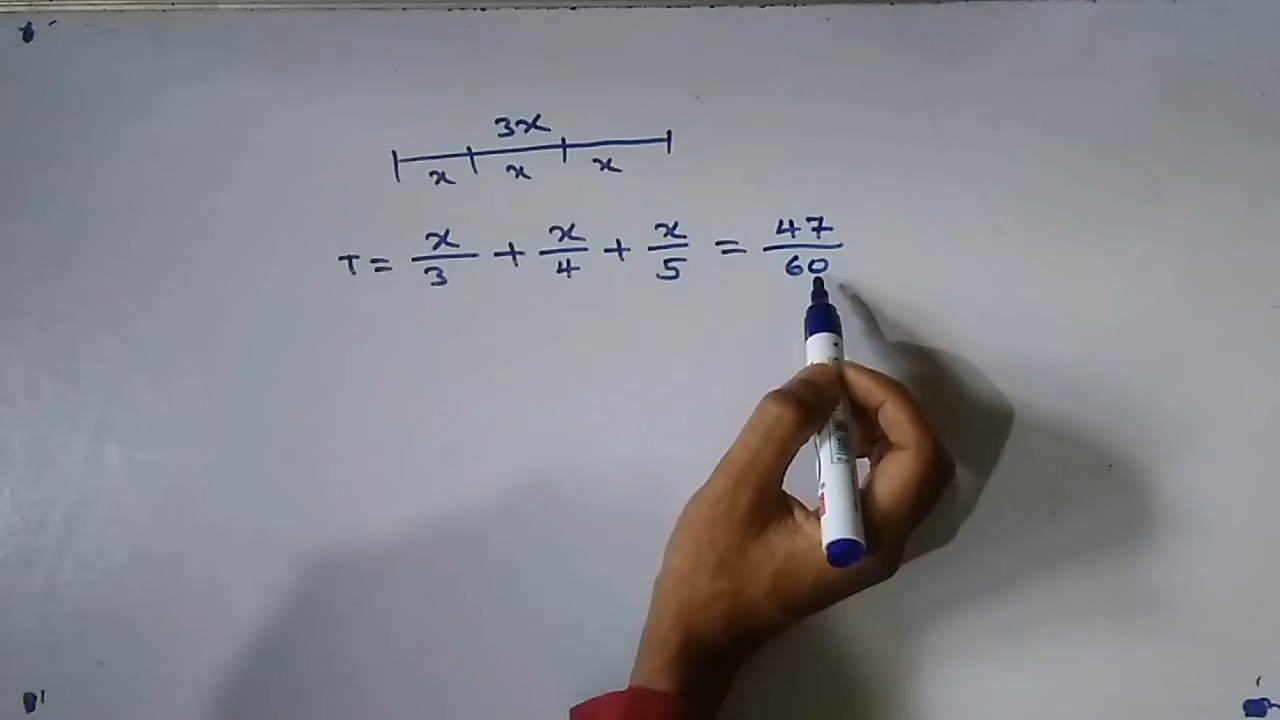 3x
x x x
T = x/3 + x/4 + x/5 = 47/60